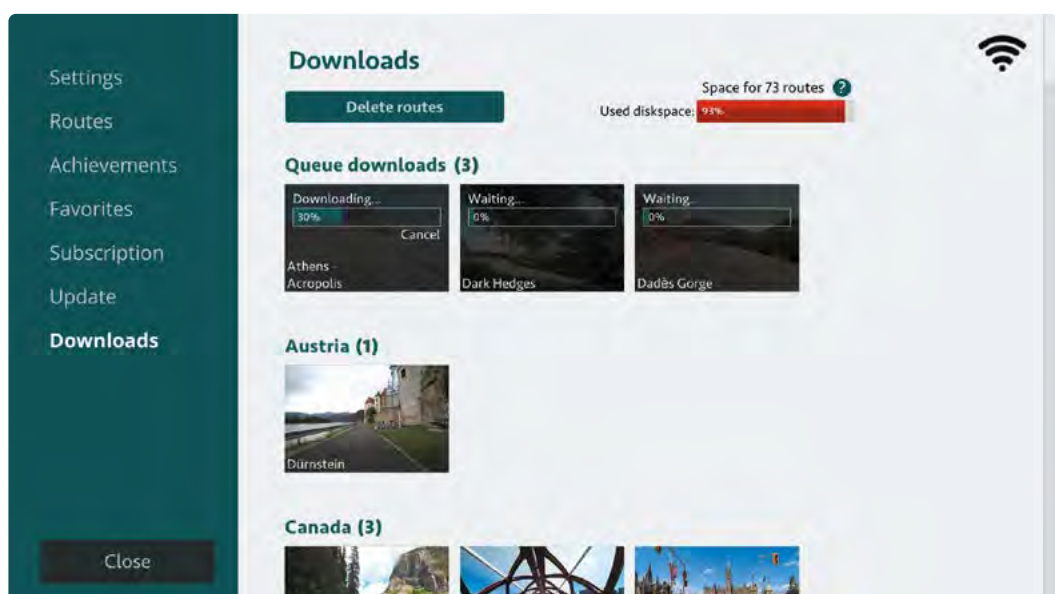 Settings
Routes
Achievements
Favorites
Subscription
Update
Downloads
Close
Downloads
Delete routes
Space for 73 routes ?
Used diskspace: 93%
Queue downloads (3)
Downloading...
30%
Cancel
Athens -
Acropolis
Waiting...
0%
Dark Hedges
Waiting...
0%
Dadès Gorge
Austria (1)
Dürnstein
Canada (3)